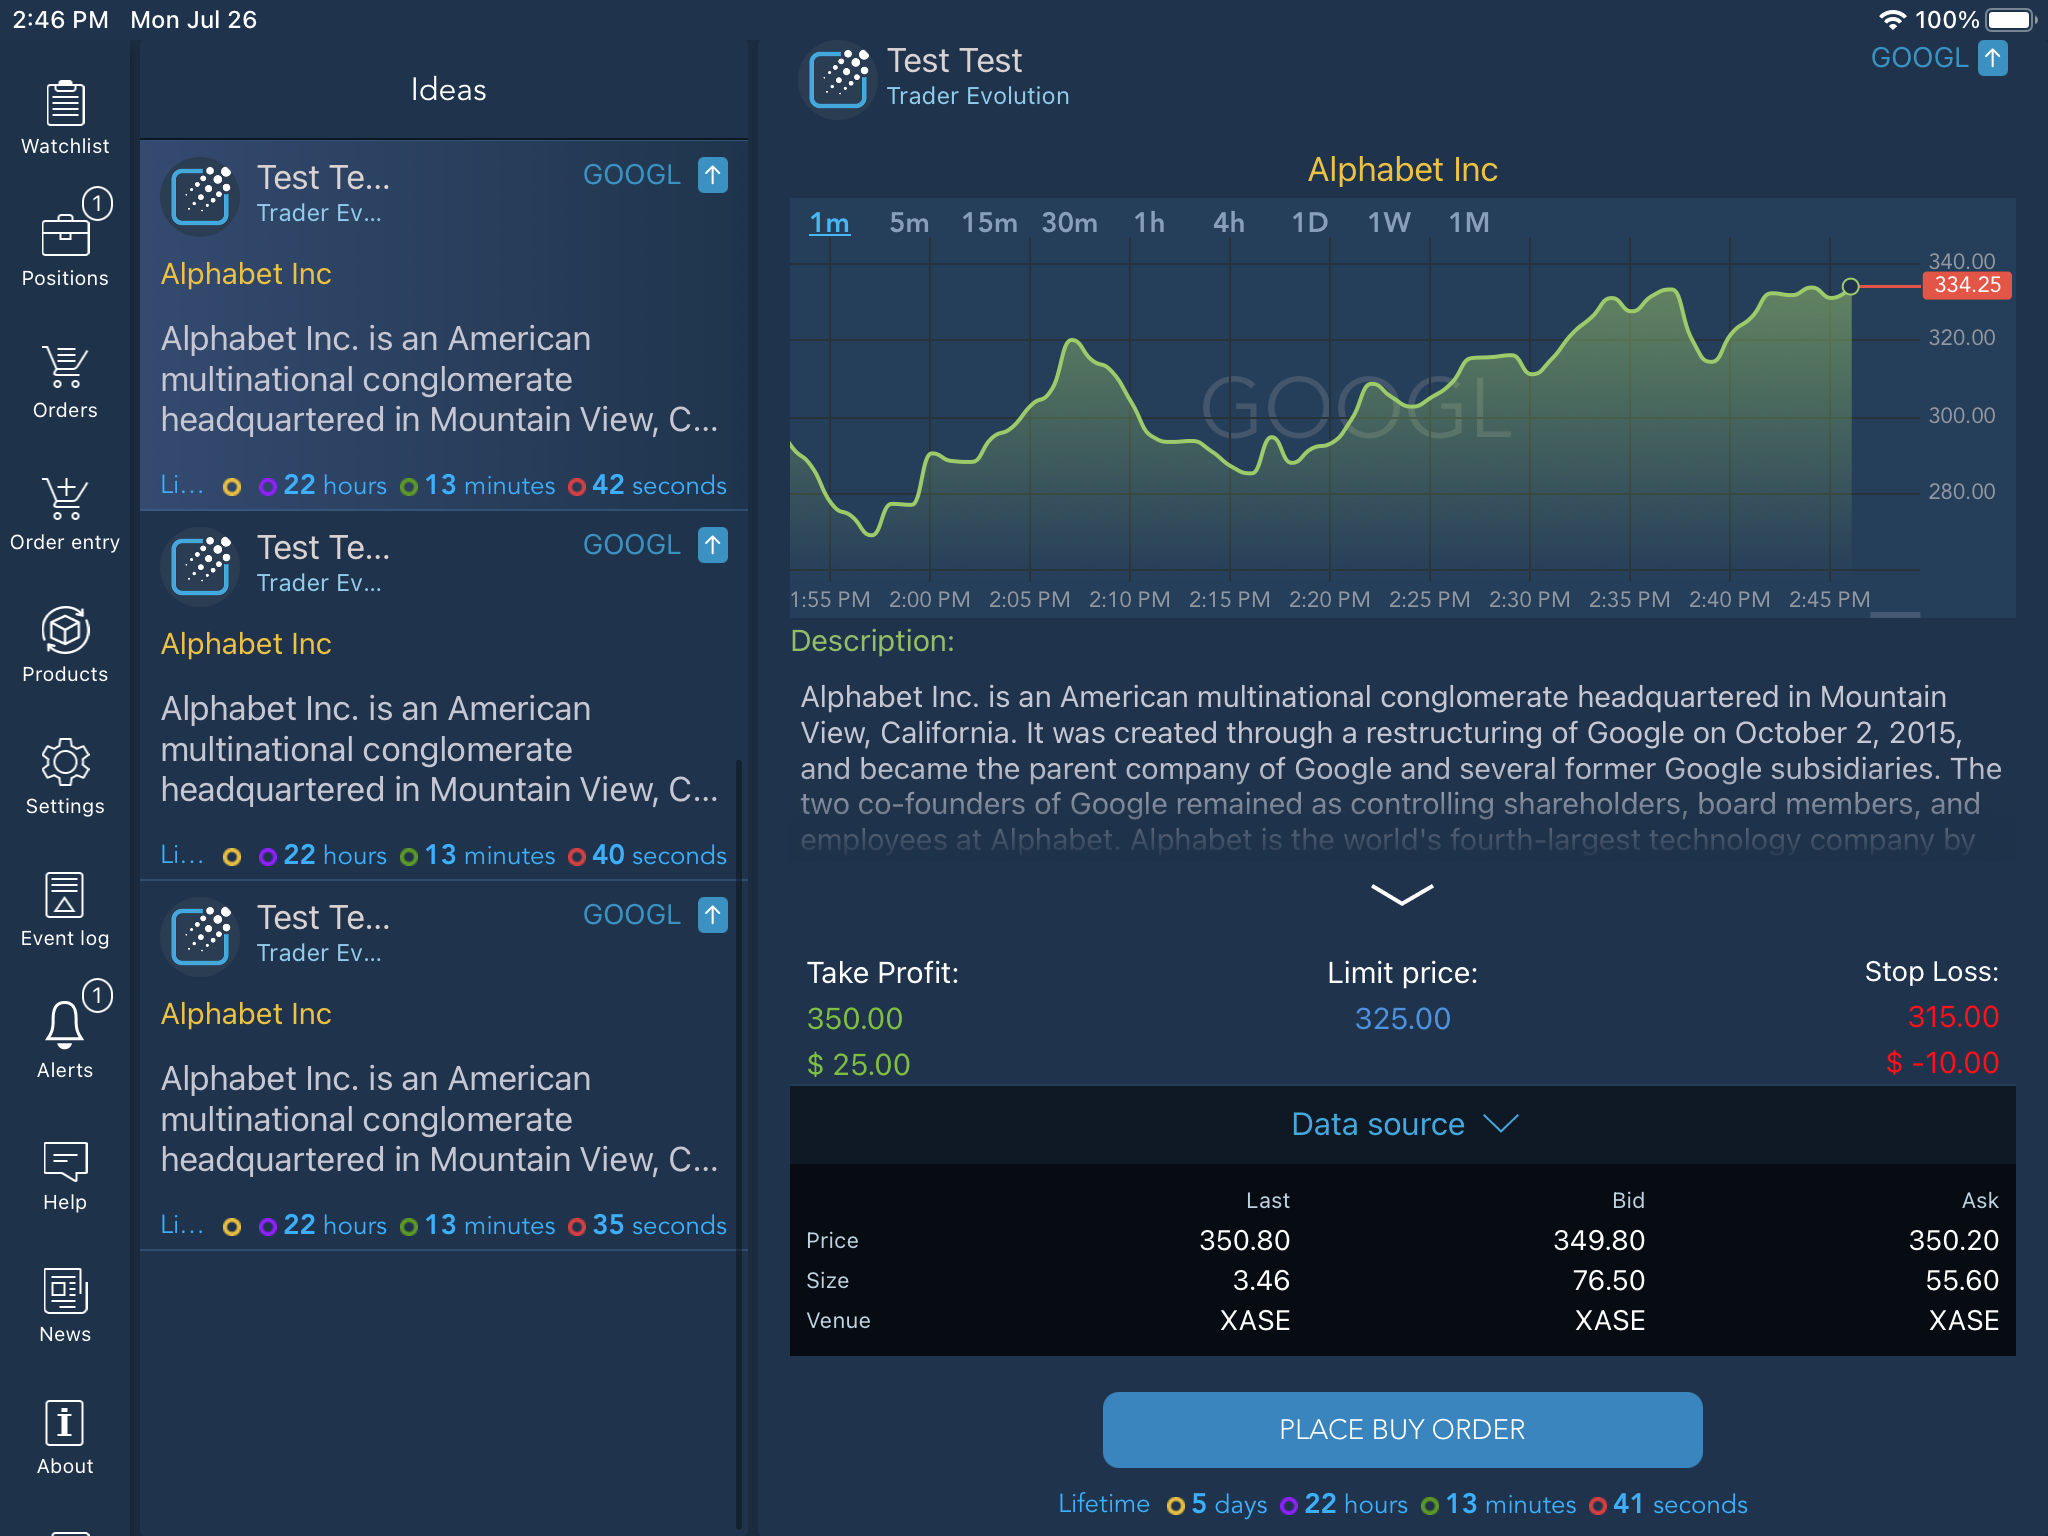 2:46 PM Mon Jul 26
100%
Watchlist
1
Positions
Orders
Order entry
Products
Settings
Event log
1
Alerts
Help
News
About
Ideas
Test Te...
GOOGL
Trader Ev...
Alphabet Inc
Alphabet Inc. is an American
multinational conglomerate
headquartered in Mountain View, C...
Li... 22 hours 13 minutes 42 seconds
Test Te...
GOOGL
Trader Ev...
Alphabet Inc
Alphabet Inc. is an American
multinational conglomerate
headquartered in Mountain View, C...
Li... 22 hours 13 minutes 40 seconds
Test Te...
GOOGL
Trader Ev...
Alphabet Inc
Alphabet Inc. is an American
multinational conglomerate
headquartered in Mountain View, C...
Li... 22 hours 13 minutes 35 seconds
Test Test
GOOGL
Trader Evolution
Alphabet Inc
1m 5m 15m 30m 1h 4h 1D 1W 1M
340.00
334.25
320.00
GOOGL
300.00
280.00
1:55 PM 2:00 PM 2:05 PM 2:10 PM 2:15 PM 2:20 PM 2:25 PM 2:30 PM 2:35 PM 2:40 PM 2:45 PM
Description:
Alphabet Inc. is an American multinational conglomerate headquartered in Mountain
View, California. It was created through a restructuring of Google on October 2, 2015,
and became the parent company of Google and several former Google subsidiaries. The
two co-founders of Google remained as controlling shareholders, board members, and
employees at Alphabet. Alphabet is the world's fourth-largest technology company by
Take Profit: Limit price: Stop Loss:
350.00 325.00 315.00
$ 25.00 $ -10.00
Data source
Last Bid Ask
Price 350.80 349.80 350.20
Size 3.46 76.50 55.60
Venue XASE XASE XASE
PLACE BUY ORDER
Lifetime 5 days 22 hours 13 minutes 41 seconds